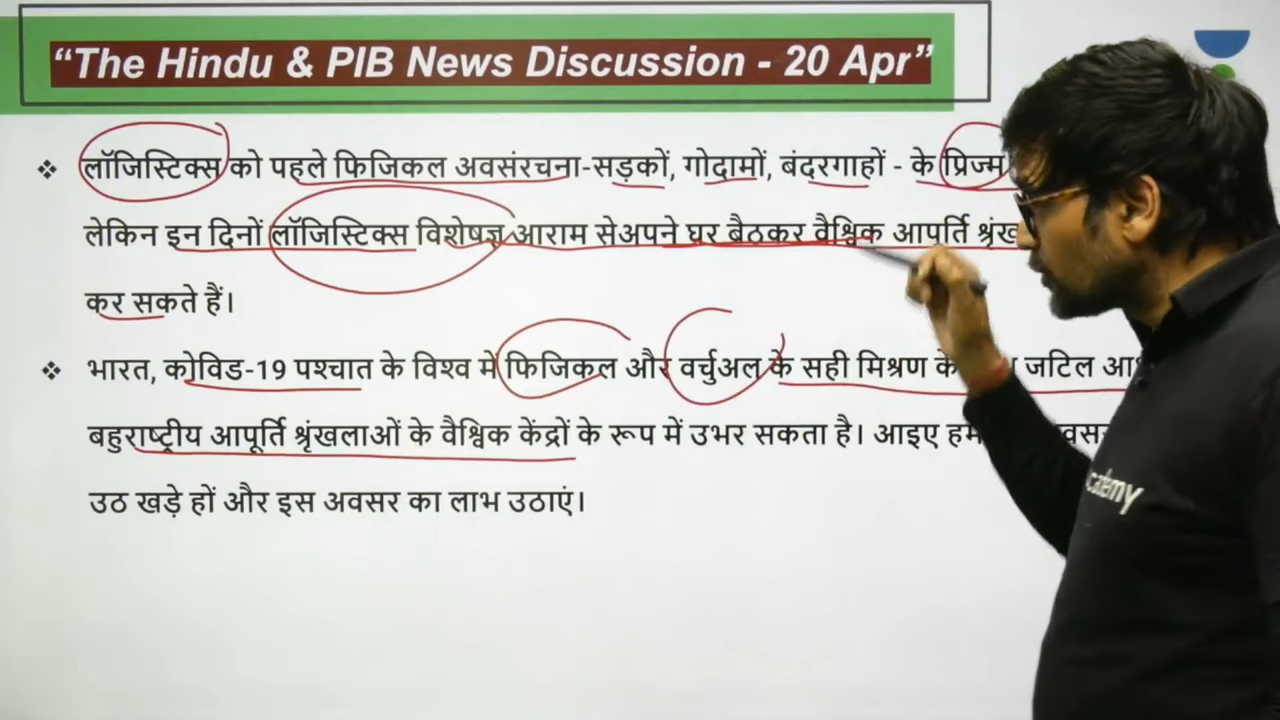 “The Hindu & PIB News Discussion - 20 Apr”
लॉजिस्टिक्स को पहले फिजिकल अवसंरचना-सड़कों, गोदामों, बंदरगाहों - के प्रिज्म
लेकिन इन दिनों लॉजिस्टिक्स विशेषज्ञ आराम सेअपने घर बैठकर वैश्विक आपूर्ति
कर सकते हैं।
भारत, कोविड-19 पश्चात के विश्व में फिजिकल और वर्चुअल के सही मिश्रण जटिल
बहुराष्ट्रीय आपूर्ति श्रृंखलाओं के वैश्विक केंद्रों के रूप में उभर सकता है। आइए
उठ खड़े हों और इस अवसर का लाभ उठाएं।